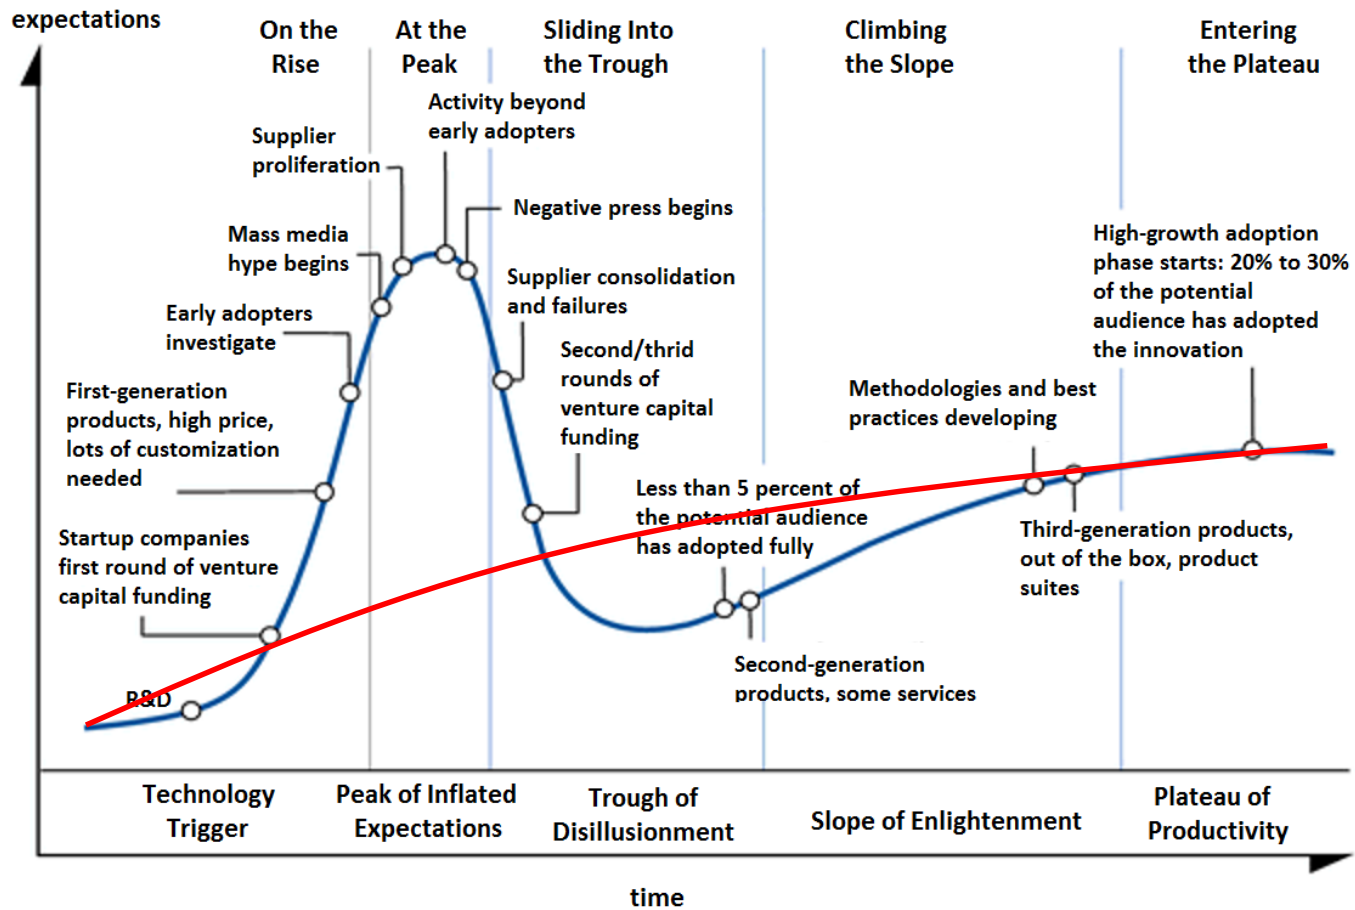 expectations
On the
Rise
At the
Peak
Sliding Into
the Trough
Climbing
the Slope
Entering
the Plateau
Activity beyond
early adopters
Supplier
proliferation
Negative press begins
Mass media
hype begins
High-growth adoption
phase starts: 20% to 30%
of the potential
audience has adopted
the innovation
Supplier consolidation
and failures
Early adopters
investigate
Second/thrid
rounds of
venture capital
funding
First-generation
products, high price,
lots of customization
needed
Methodologies and best
practices developing
Less than 5 percent of
the potential audience
has adopted fully
Startup companies
first round of venture
capital funding
Third-generation products,
out of the box, product
suites
R&D
Second-generation
products, some services
Technology
Trigger
Peak of Inflated
Expectations
Trough of
Disillusionment
Slope of Enlightenment
Plateau of
Productivity
time